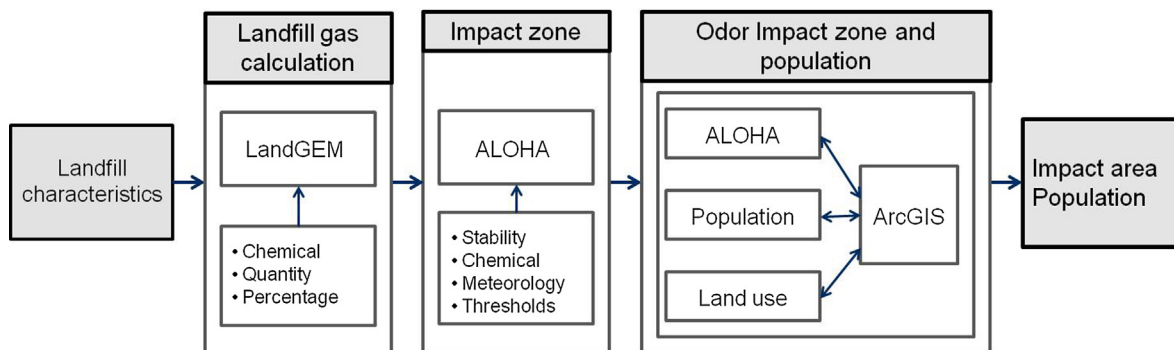 Landfill
characteristics
Landfill gas
calculation
LandGEM
• Chemical
• Quantity
• Percentage
Impact zone
ALOHA
• Stability
• Chemical
• Meteorology
• Thresholds
Odor Impact zone and
population
ALOHA
Population
Land use
ArcGIS
Impact area
Population